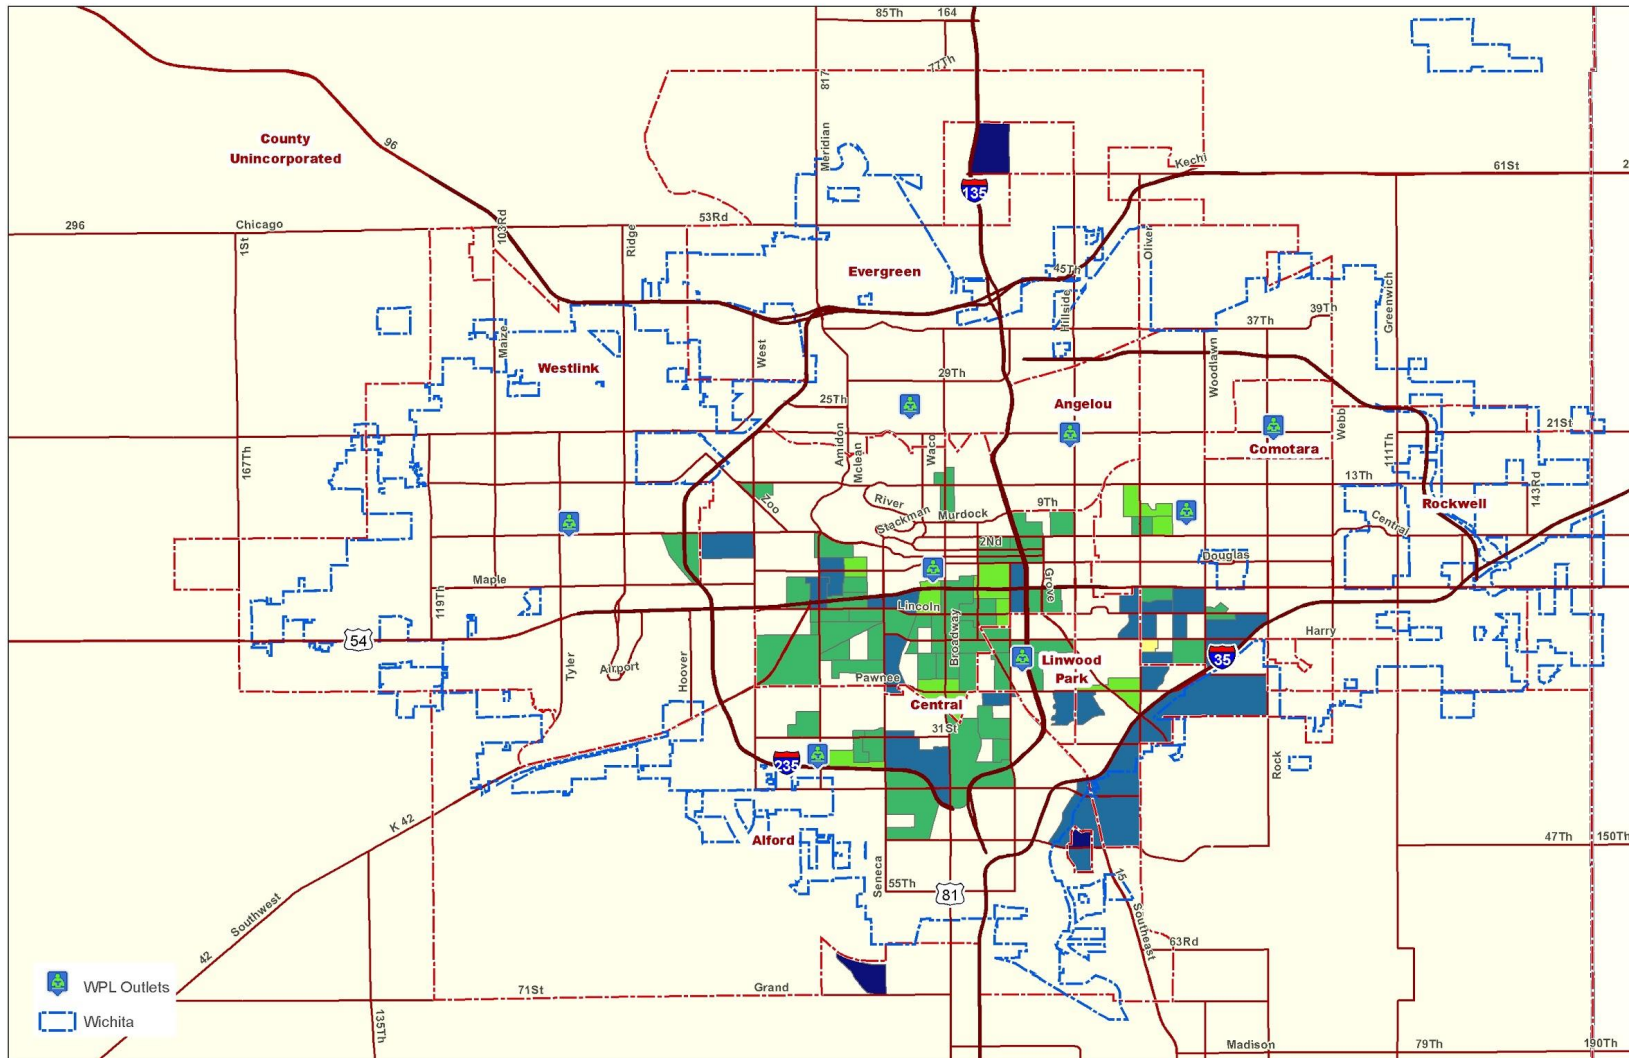 85Th
164
77Th
817
Meridian
County
Unincorporated
96
135
Kechi
61St
2
296
Chicago
53Rd
1St
103Rd
Ridge
Oliver
Evergreen
45Th
Hillside
Greenwich
39Th
37Th
Maize
West
Woodlawn
Westlink
29Th
25Th
Angelou
Webb
21St
Amidon
Mclean
Waco
Comotara
167Th
111Th
13Th
143Rd
Zoo
River
9Th
Rockwell
Stackman
Murdock
Central
2Nd
Douglas
Maple
119Th
Grove
Lincoln
54
Broadway
Harry
35
Linwood
Park
Tyler
Airport
Hoover
Pawnee
Central
31St
235
Rock
K 42
Alford
47Th
150Th
Seneca
55Th
81
15
Southwest
42
Southeast
63Rd
WPL Outlets
71St
Grand
Wichita
135Th
Madison
79Th
190Th